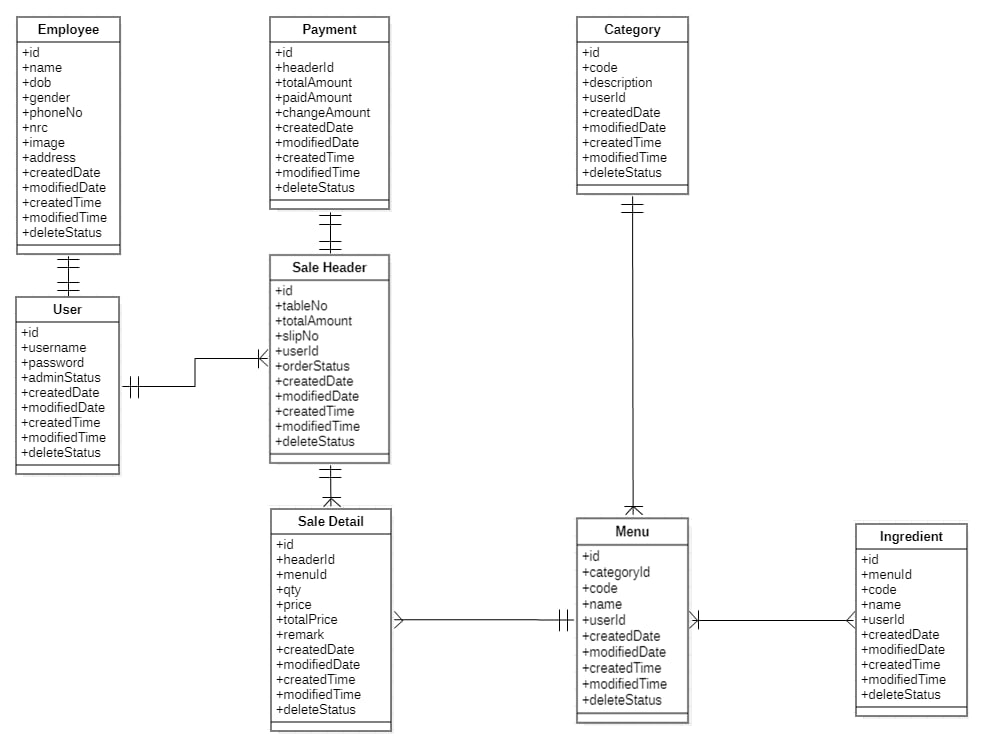 Employee
+id
+name
+dob
+gender
+phoneNo
+nrc
+image
+address
+createdDate
+modifiedDate
+createdTime
+modifiedTime
+deleteStatus
Payment
+id
+headerId
+totalAmount
+paidAmount
+changeAmount
+createdDate
+modifiedDate
+createdTime
+modifiedTime
+deleteStatus
Category
+id
+code
+description
+userId
+createdDate
+modifiedDate
+createdTime
+modifiedTime
+deleteStatus
User
+id
+username
+password
+adminStatus
+createdDate
+modifiedDate
+createdTime
+modifiedTime
+deleteStatus
Sale Header
+id
+tableNo
+totalAmount
+slipNo
+userId
+orderStatus
+createdDate
+modifiedDate
+createdTime
+modifiedTime
+deleteStatus
Sale Detail
+id
+headerId
+menuId
+qty
+price
+totalPrice
+remark
+createdDate
+modifiedDate
+createdTime
+modifiedTime
+deleteStatus
Menu
+id
+categoryId
+code
+name
+userId
+createdDate
+modifiedDate
+createdTime
+modifiedTime
+deleteStatus
Ingredient
+id
+menuId
+code
+name
+userId
+createdDate
+modifiedDate
+createdTime
+modifiedTime
+deleteStatus